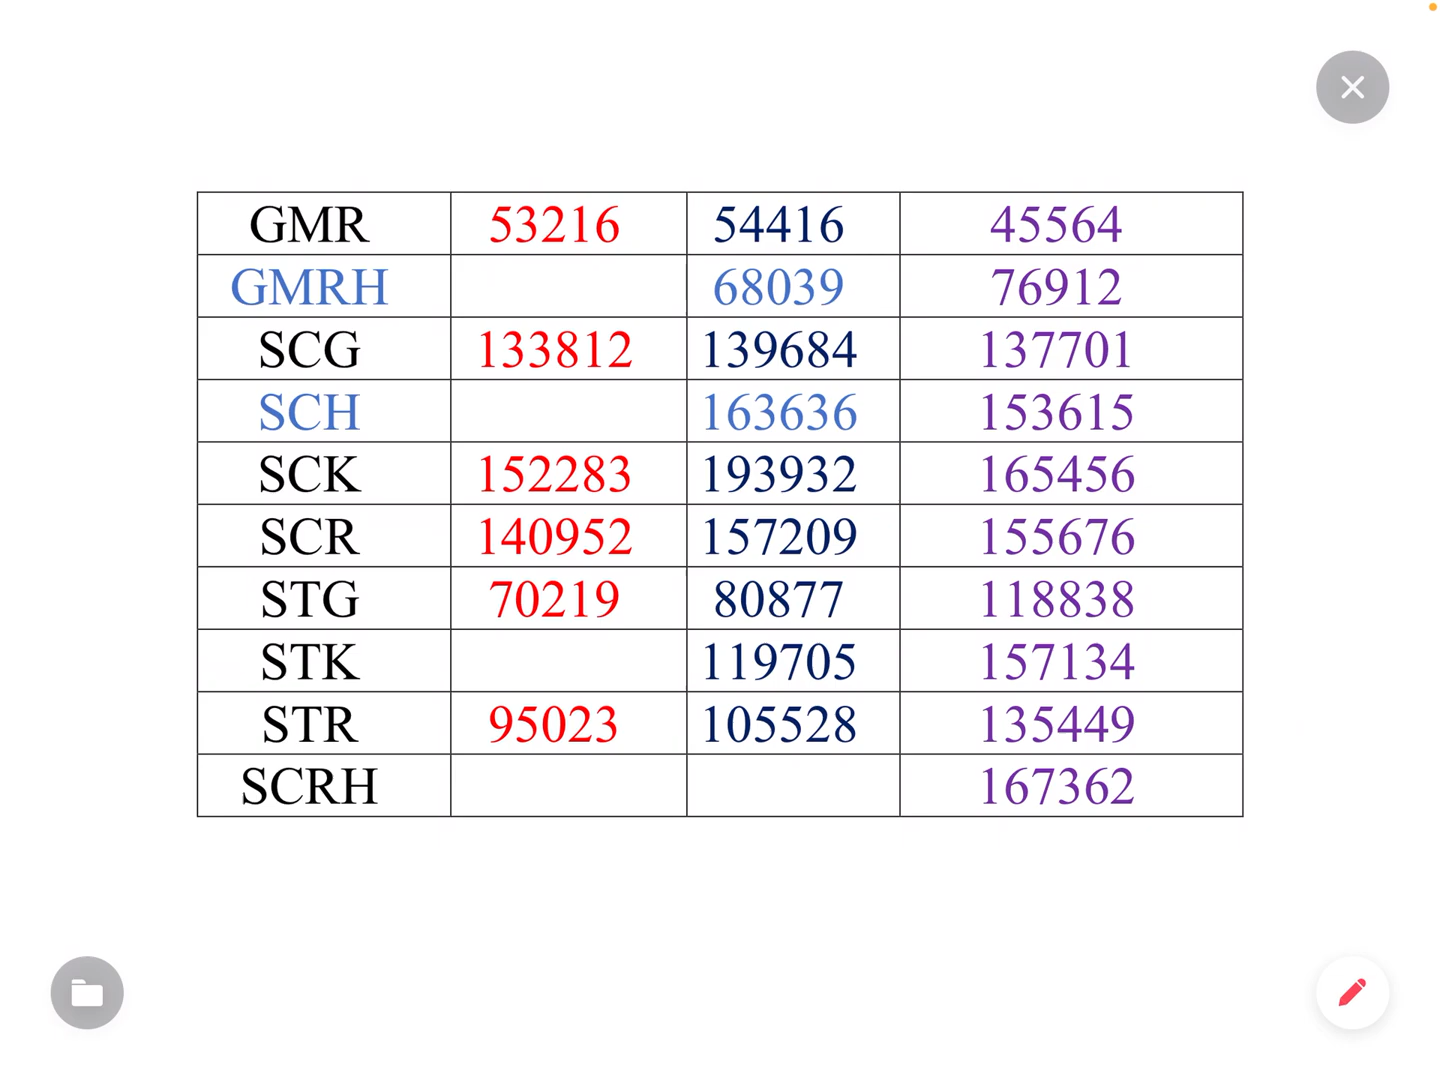 GMR 53216 54416 45564
GMRH 68039 76912
SCG 133812 139684 137701
SCH 163636 153615
SCK 152283 193932 165456
SCR 140952 157209 155676
STG 70219 80877 118838
STK 119705 157134
STR 95023 105528 135449
SCRH 167362